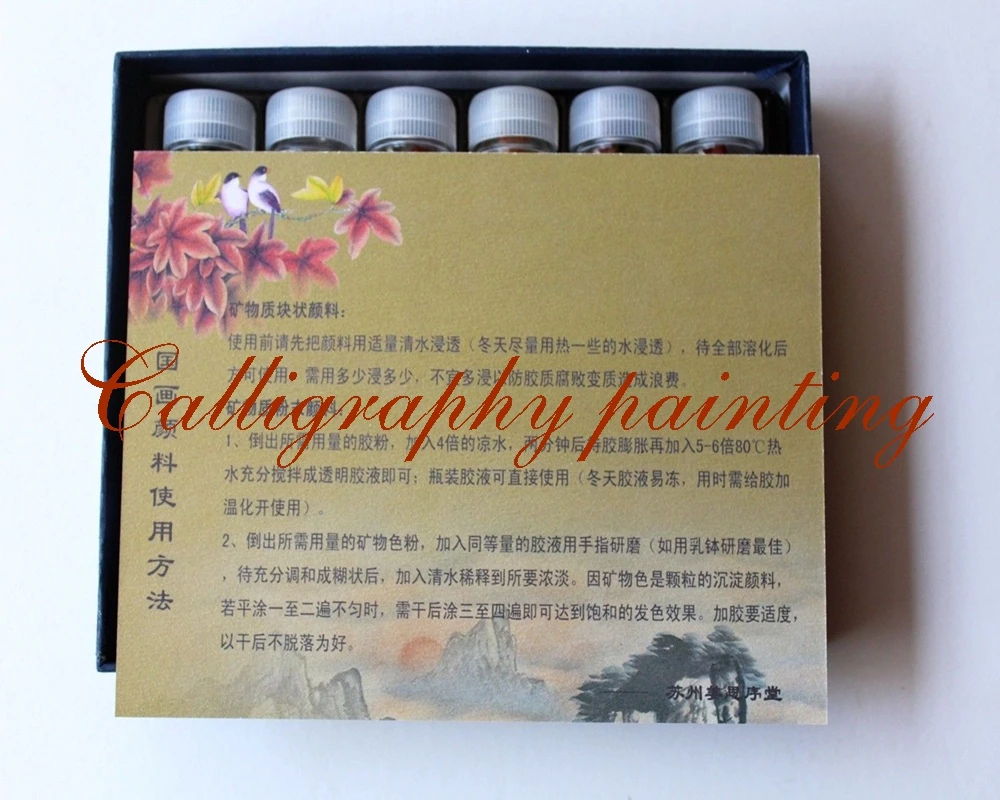 国画颜料使用方法
矿物质块状颜料：
使用前请先把颜料用适量清水浸透（冬天尽量用热一些的水浸透），待全部溶化后
方可使用。需用多少浸多少，不宜多浸以防胶质腐败变质造成浪费。
Calligraphy painting
矿物质粉末颜料：
1、倒出所需用量的胶粉，加入4倍的凉水，两分钟后待胶膨胀再加入5-6倍80℃热
水充分搅拌成透明胶液即可；瓶装胶液可直接使用（冬天胶液易冻，用时需给胶加
温化开使用）。
2、倒出所需用量的矿物色粉，加入同等量的胶液用手指研磨（如用乳钵研磨最佳）
，待充分调和成糊状后，加入清水稀释到所要浓淡。因矿物色是颗粒的沉淀颜料，
若平涂一至二遍不匀时，需干后涂三至四遍即可达到饱和的发色效果。加胶要适度，
以干后不脱落为好。
——苏州姜思序堂